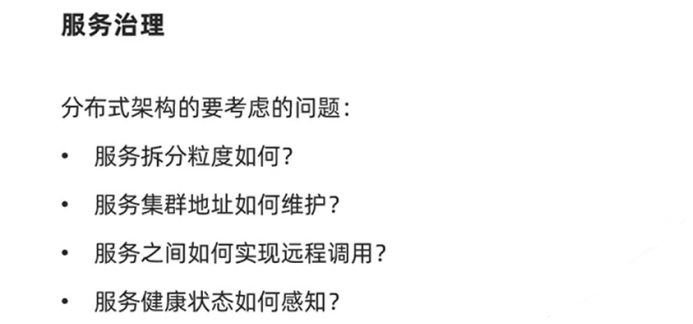 服务治理
分布式架构的要考虑的问题：
• 服务拆分粒度如何？
• 服务集群地址如何维护？
• 服务之间如何实现远程调用？
• 服务健康状态如何感知？